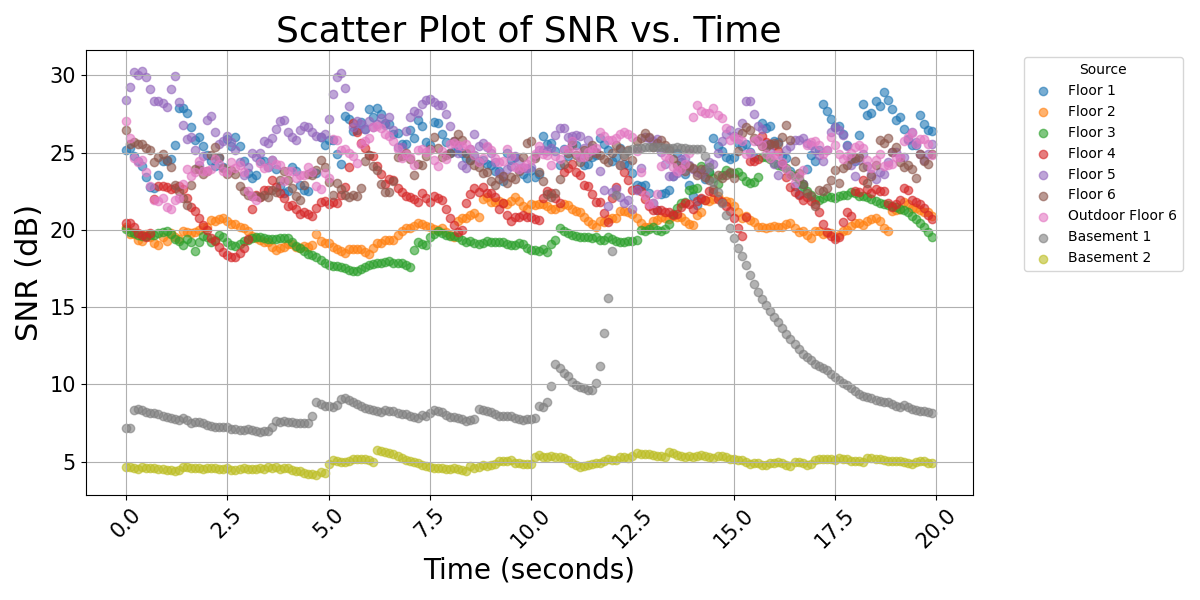 Scatter Plot of SNR vs. Time
SNR (dB)
30
25
20
15
10
5
0.0
2.5
5.0
7.5
10.0
12.5
15.0
17.5
20.0
Time (seconds)
Source
Floor 1
Floor 2
Floor 3
Floor 4
Floor 5
Floor 6
Outdoor Floor 6
Basement 1
Basement 2